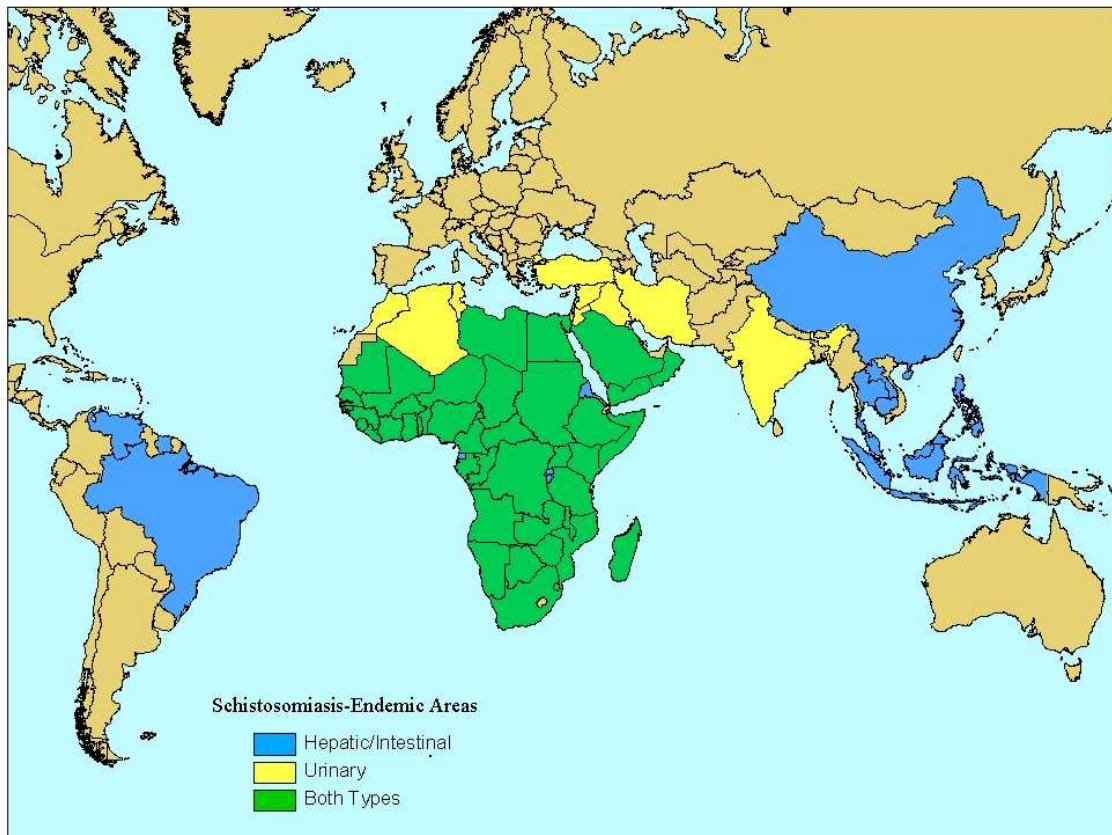 Schistosomiasis-Endemic Areas
Hepatic/Intestinal
Urinary
Both Types